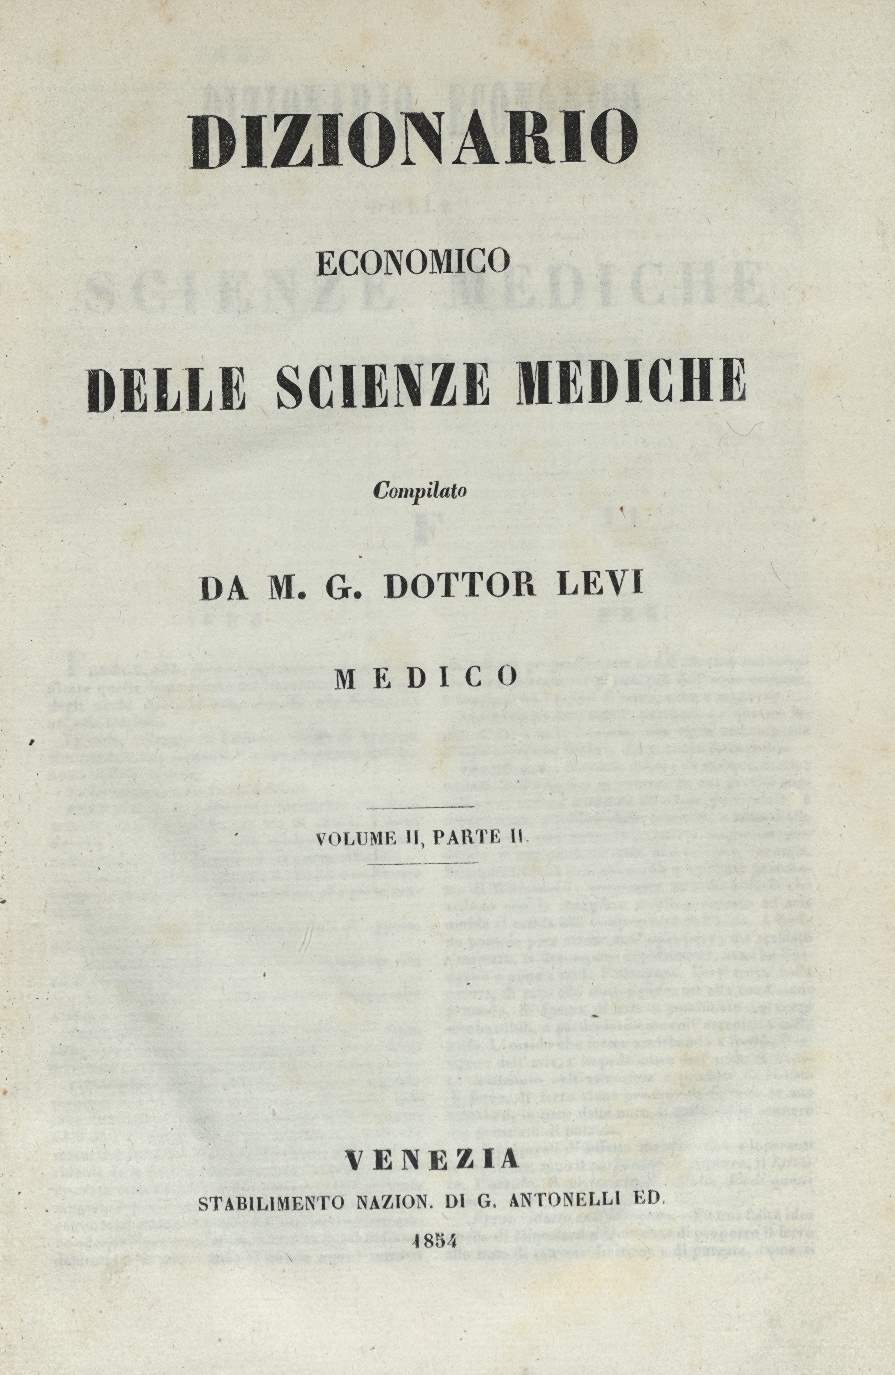 DIZIONARIO
ECONOMICO
DELLE SCIENZE MEDICHE
Compilato
DA M. G. DOTTOR LEVI
MEDICO
VOLUME II, PARTE II.
VENEZIA
STABILIMENTO NAZION. DI G. ANTONELLI ED.
1854